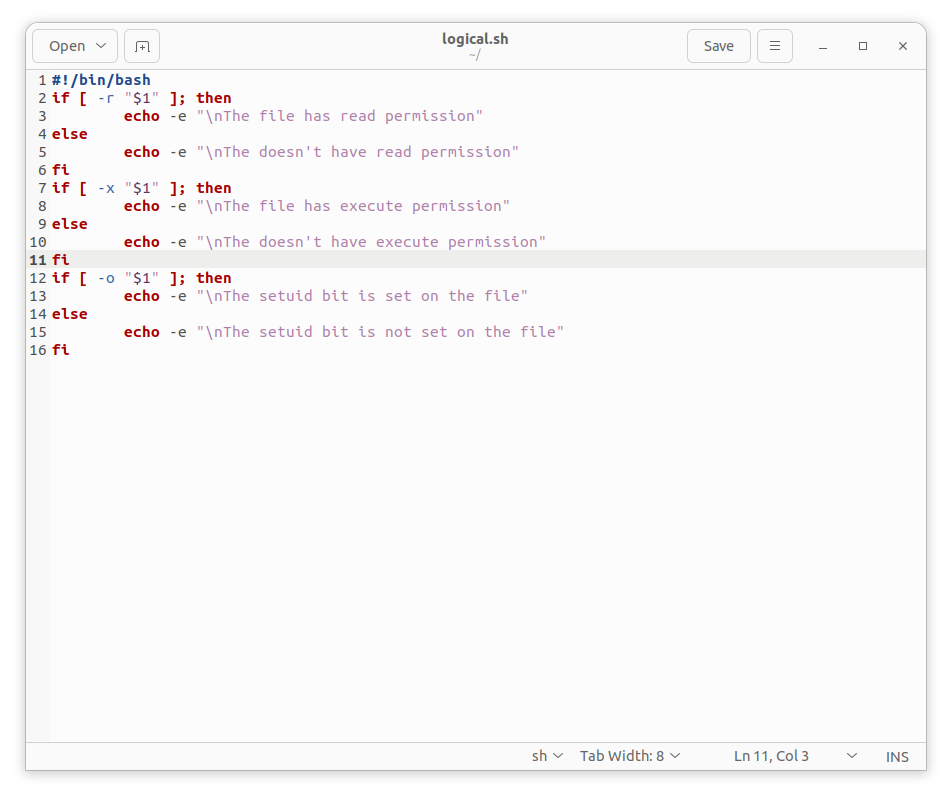 Open
logical.sh
~/
Save
1 #!/bin/bash
2 if [ -r "$1" ]; then
3         echo -e "\nThe file has read permission"
4 else
5         echo -e "\nThe doesn't have read permission"
6 fi
7 if [ -x "$1" ]; then
8         echo -e "\nThe file has execute permission"
9 else
10         echo -e "\nThe doesn't have execute permission"
11 fi
12 if [ -o "$1" ]; then
13         echo -e "\nThe setuid bit is set on the file"
14 else
15         echo -e "\nThe setuid bit is not set on the file"
16 fi
sh Tab Width: 8 Ln 11, Col 3 INS